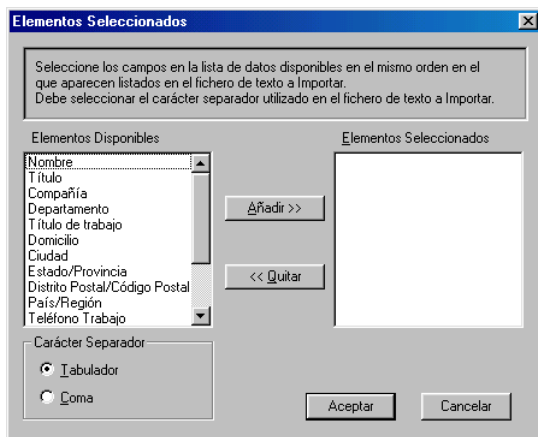 Elementos Seleccionados
Seleccione los campos en la lista de datos disponibles en el mismo orden en el
que aparecen listados en el fichero de texto a Importar.
Debe seleccionar el carácter separador utilizado en el fichero de texto a Importar.
Elementos Disponibles
Nombre
Título
Compañía
Departamento
Título de trabajo
Domicilio
Ciudad
Estado/Provincia
Distrito Postal/Código Postal
País/Región
Teléfono Trabajo
Añadir >>
<< Quitar
Elementos Seleccionados
Carácter Separador
Tabulador
Coma
Aceptar
Cancelar